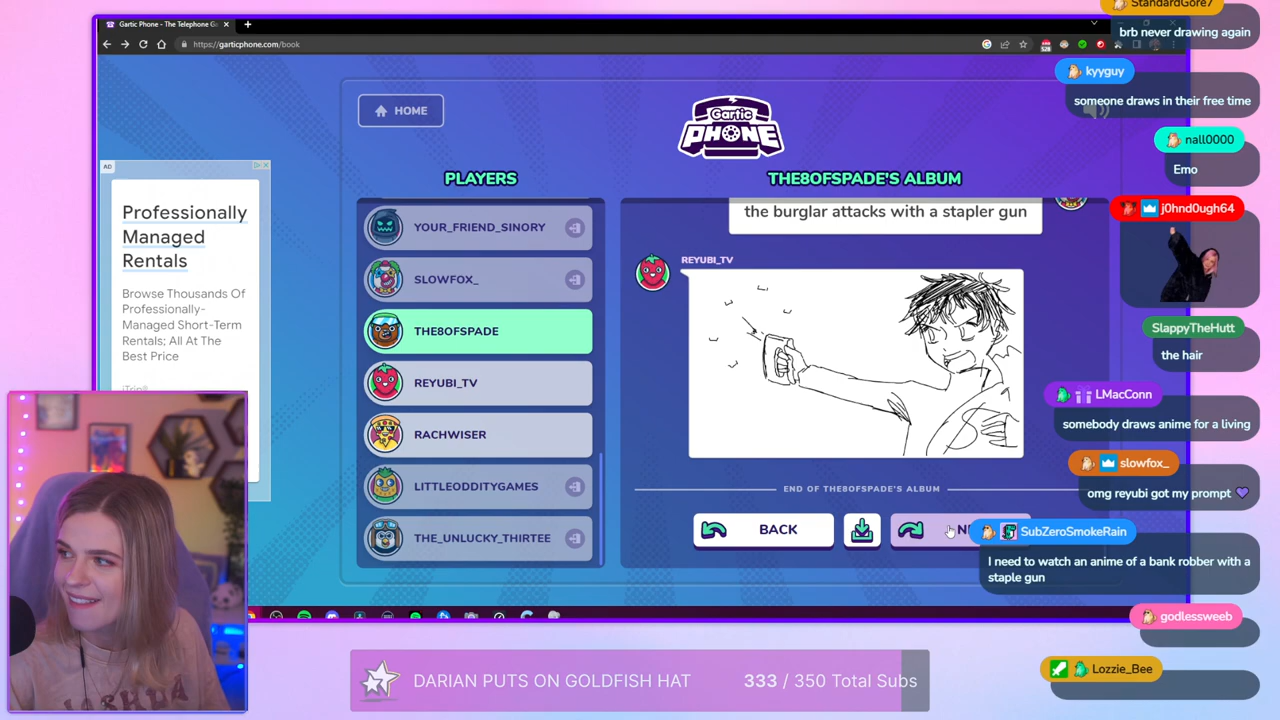 Gartic Phone - The Telephone Ga
https://garticphone.com/book
528
HOME
Gartic
PHONE
AD
Professionally
Managed
Rentals
Browse Thousands Of
Professionally-
Managed Short-Term
Rentals; All At The
Best Price
PLAYERS
YOUR_FRIEND_SINORY
SLOWFOX_
THE8OFSPADE
REYUBI_TV
RACHWISER
LITTLEODDITYGAMES
THE_UNLUCKY_THIRTEE
THE8OFSPADE'S ALBUM
the burglar attacks with a stapler gun
REYUBI_TV
END OF THE8OFSPADE'S ALBUM
BACK
StandardGore7
brb never drawing again
kyyguy
someone draws in their free time
nall0000
Emo
j0hnd0ugh64
SlappyTheHutt
the hair
LMacConn
somebody draws anime for a living
slowfox_
omg reyubi got my prompt
SubZeroSmokeRain
I need to watch an anime of a bank robber with a
staple gun
godlessweeb
Lozzie_Bee
DARIAN PUTS ON GOLDFISH HAT
333 / 350 Total Subs